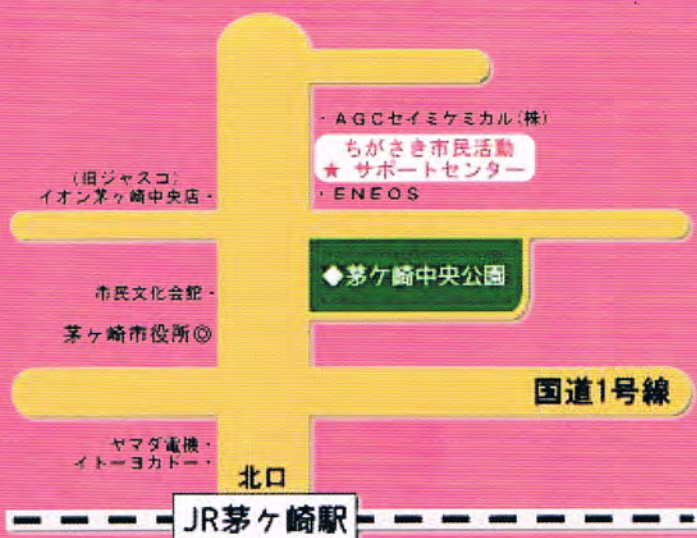 ・AGCセイミケミカル(株)
ちがさき市民活動
★ サポートセンター
(旧ジャスコ)
イオン茅ヶ崎中央店・
・ENEOS
◆茅ケ崎中央公園
市民文化会館・
茅ヶ崎市役所◎
国道1号線
ヤマダ電機・
イトーヨカドー・
北口
JR茅ヶ崎駅